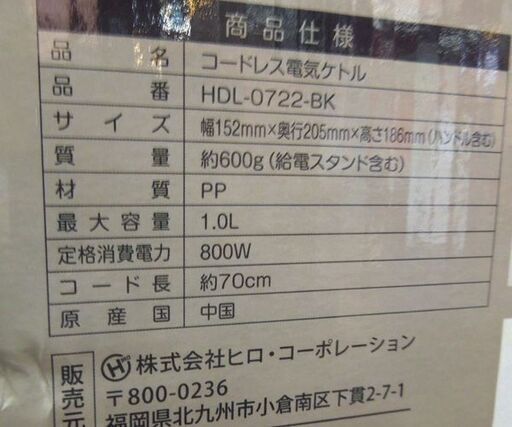 商品仕様
品名 コードレス電気ケトル
品番 HDL-0722-BK
サイズ 幅152mm×奥行205mm×高さ186mm(ハンドル含む)
質量 約600g(給電スタンド含む)
材質 PP
最大容量 1.0L
定格消費電力 800W
コード長 約70cm
原産国 中国
販売元 株式会社ヒロ・コーポレーション
〒800-0236
福岡県北九州市小倉南区下貫2-7-1